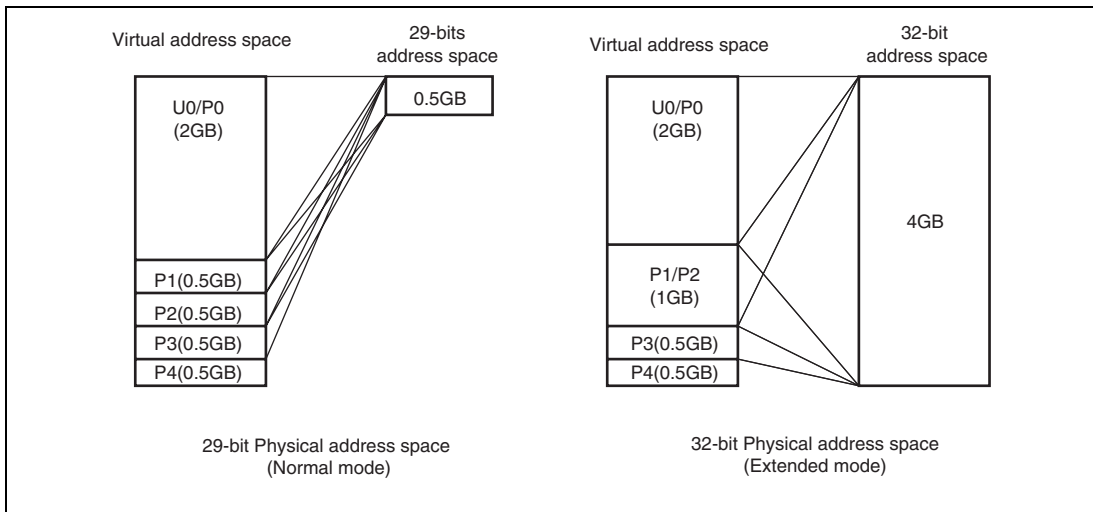 Virtual address space
29-bits
address space
U0/P0
(2GB)
0.5GB
P1(0.5GB)
P2(0.5GB)
P3(0.5GB)
P4(0.5GB)
29-bit Physical address space
(Normal mode)
Virtual address space
32-bit
address space
U0/P0
(2GB)
4GB
P1/P2
(1GB)
P3(0.5GB)
P4(0.5GB)
32-bit Physical address space
(Extended mode)